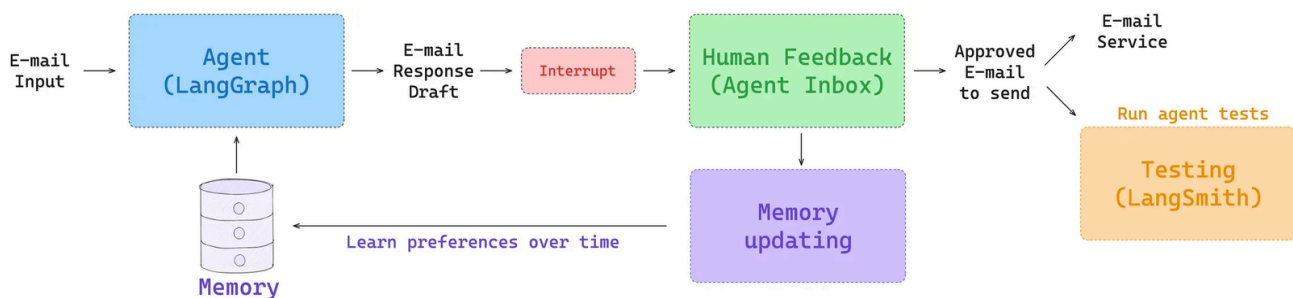 E-mail
Input
Agent
(LangGraph)
E-mail
Response
Draft
Interrupt
Human Feedback
(Agent Inbox)
Approved
E-mail
to send
E-mail
Service
Run agent tests
Testing
(LangSmith)
Memory
updating
Learn preferences over time
Memory